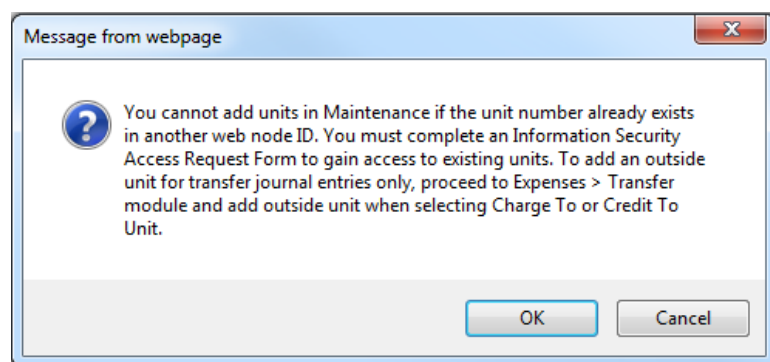 Message from webpage
You cannot add units in Maintenance if the unit number already exists
in another web node ID. You must complete an Information Security
Access Request Form to gain access to existing units. To add an outside
unit for transfer journal entries only, proceed to Expenses > Transfer
module and add outside unit when selecting Charge To or Credit To
Unit.
OK
Cancel